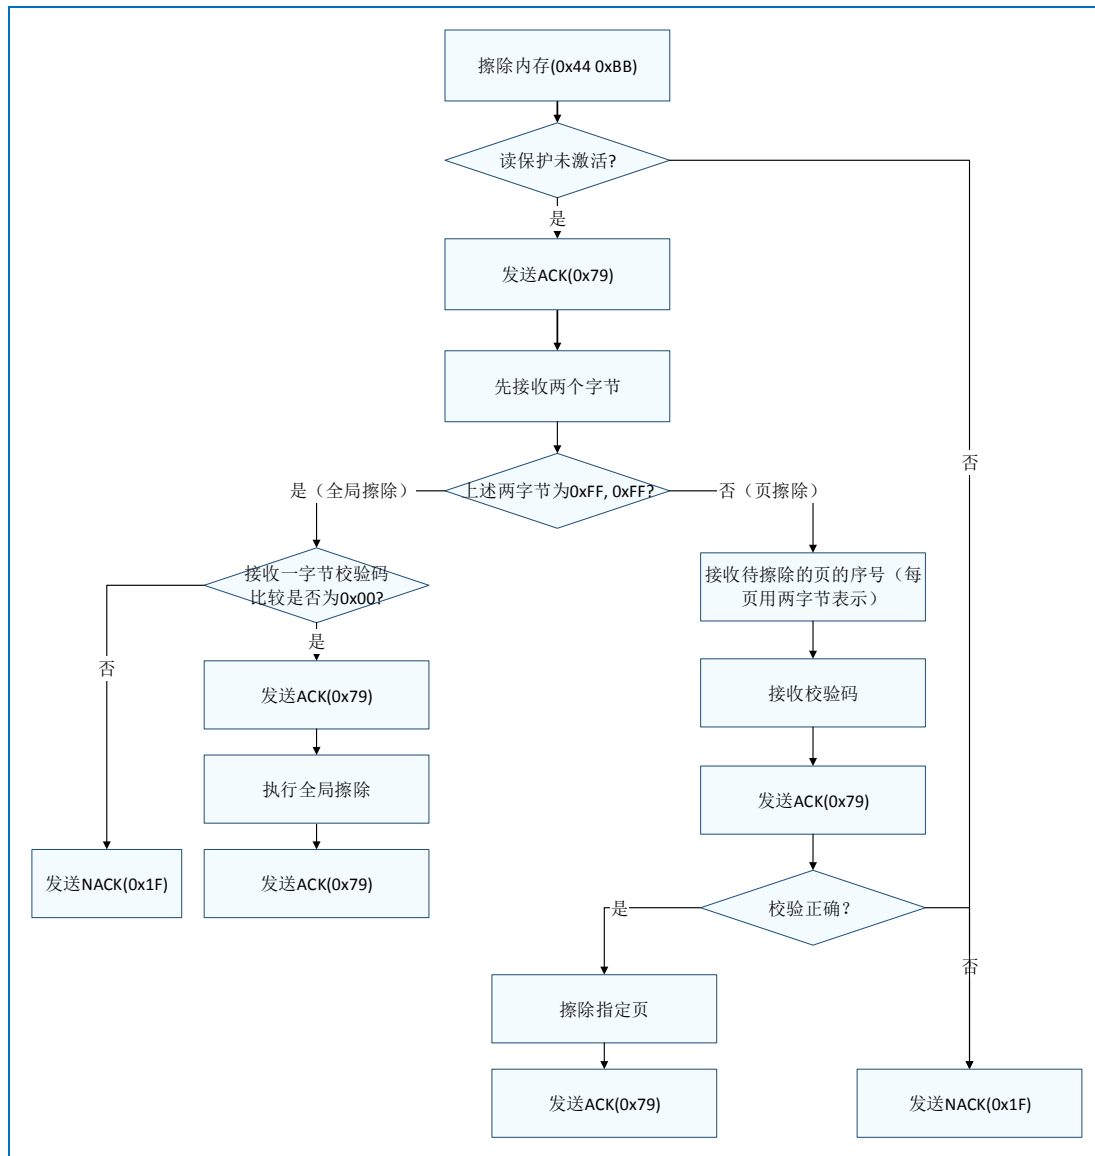 擦除内存(0x44 0xBB)
读保护未激活?
是
发送ACK(0x79)
先接收两个字节
否
是（全局擦除）
上述两字节为0xFF, 0xFF?
否（页擦除）
接收一字节校验码
比较是否为0x00?
接收待擦除的页的序号（每
页用两字节表示）
是
否
发送ACK(0x79)
接收校验码
执行全局擦除
发送ACK(0x79)
发送NACK(0x1F)
发送ACK(0x79)
是
校验正确？
否
擦除指定页
发送ACK(0x79)
发送NACK(0x1F)